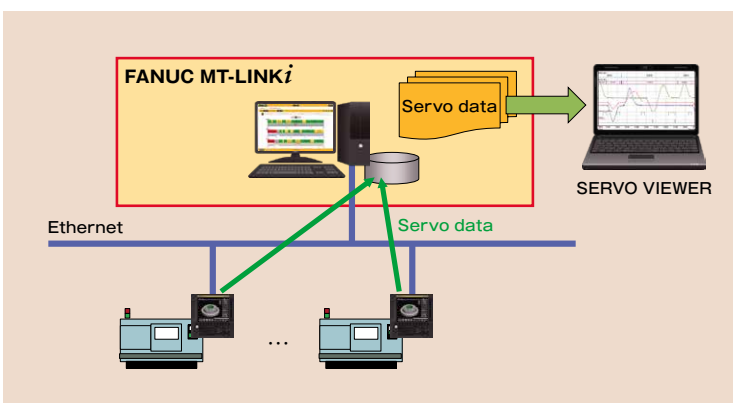 FANUC MT-LINKi
Servo data
SERVO VIEWER
Ethernet
Servo data
...